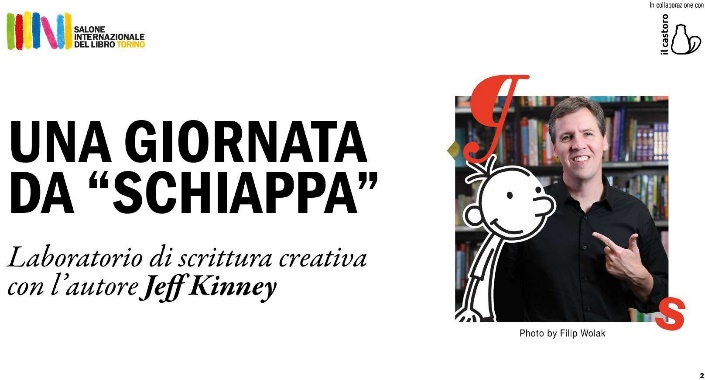 In collaborazione con
il castoro
SALONE
INTERNAZIONALE
DEL LIBRO TORINO
UNA GIORNATA
DA “SCHIAPPA”
Laboratorio di scrittura creativa
con l’autore Jeff Kinney
g
s
Photo by Filip Wolak
2